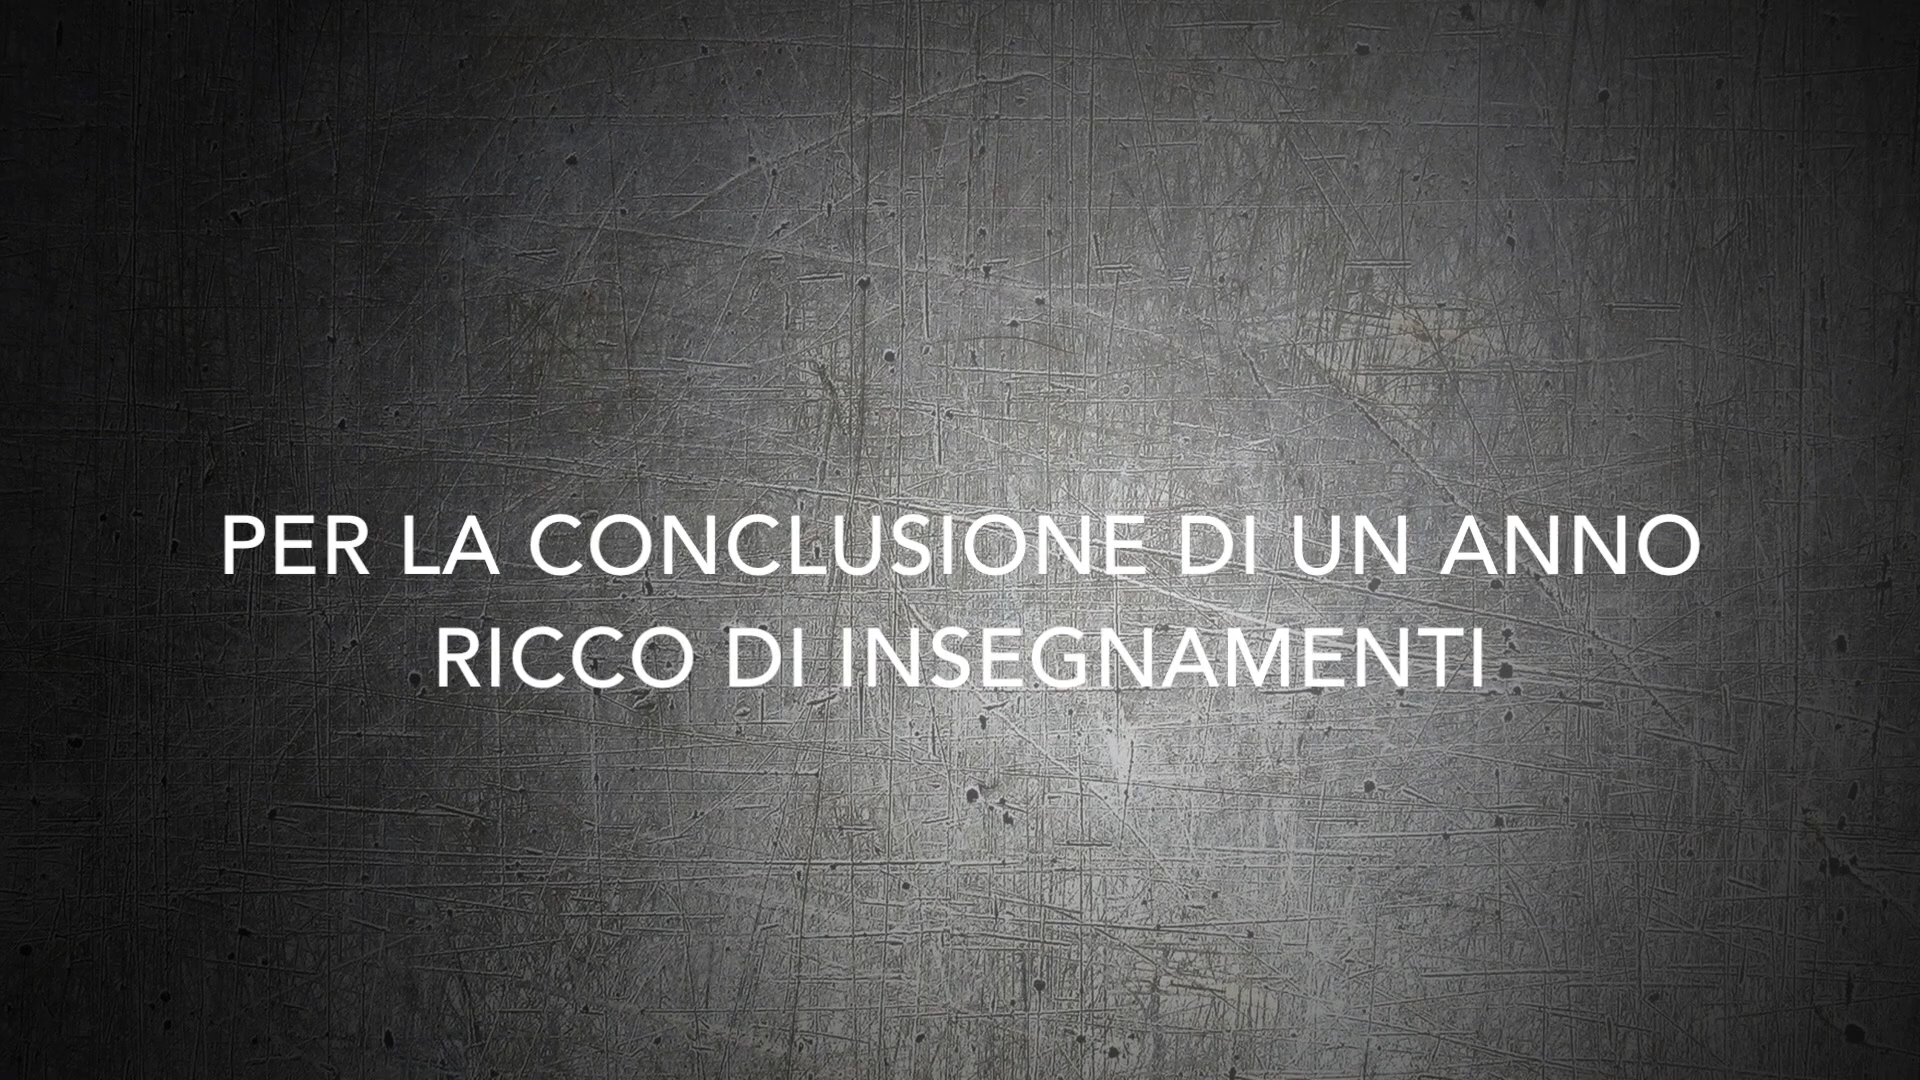 PER LA CONCLUSIONE DI UN ANNO
RICCO DI INSEGNAMENTI